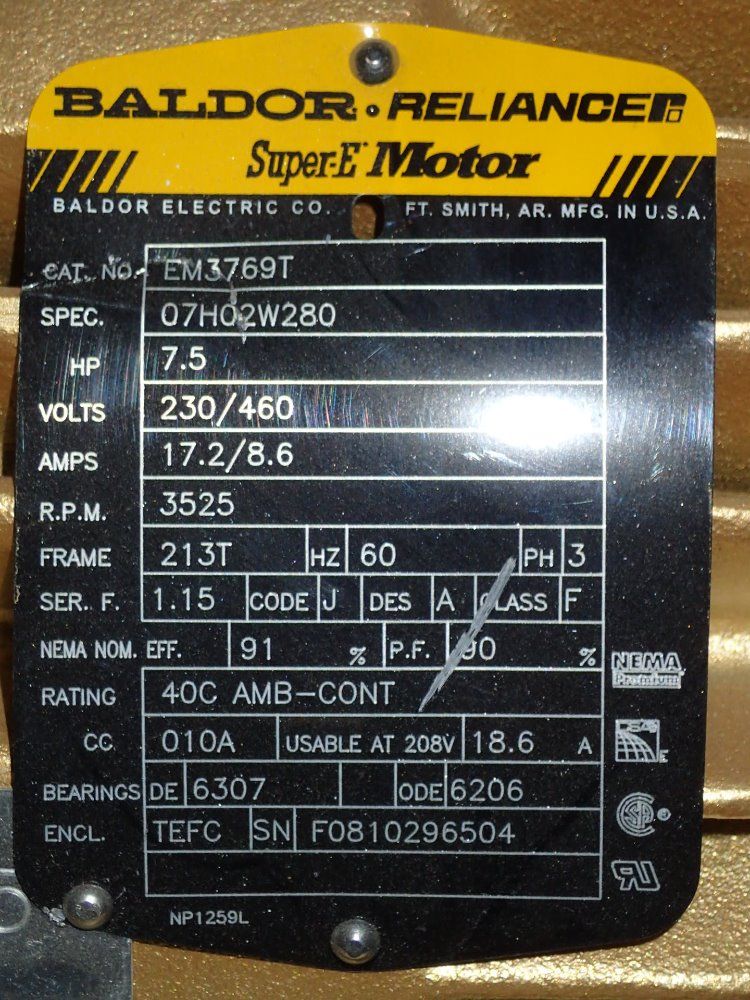 BALDOR • RELIANCE
Super-E Motor
BALDOR ELECTRIC CO. FT. SMITH, AR. MFG. IN U.S.A.
CAT. NO. EM3769T
SPEC. 07H02W280
HP 7.5
VOLTS 230/460
AMPS 17.2/8.6
R.P.M. 3525
FRAME 213T HZ 60 PH 3
SER. F. 1.15 CODE J DES A CLASS F
NEMA NOM. EFF. 91 % P.F. 90 %
NEMA
Premium
RATING 40C AMB-CONT
CC 010A USABLE AT 208V 18.6 A
BEARINGS DE 6307 ODE 6206
ENCL. TEFC SN F0810296504
NP1259L